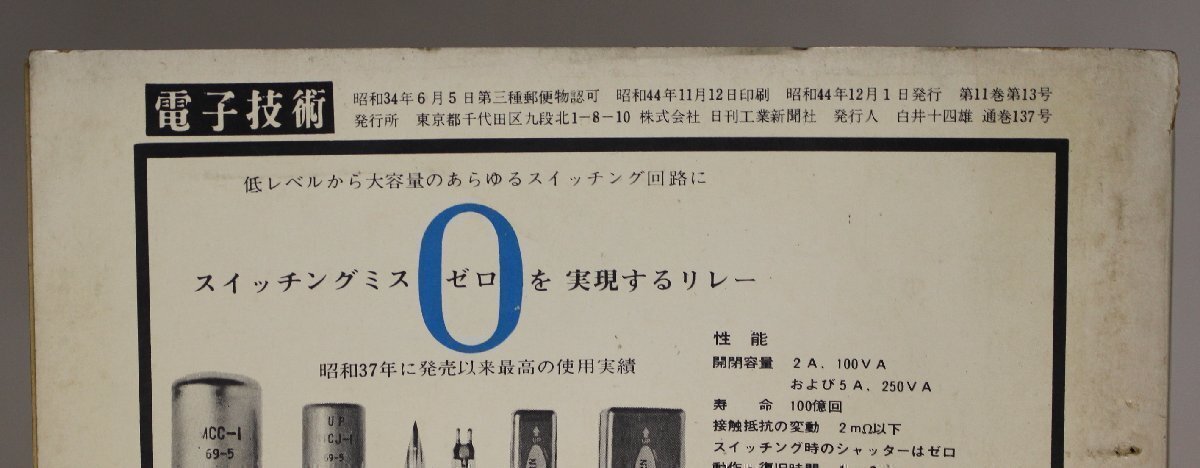 電子技術
昭和34年6月5日第三種郵便物認可 昭和44年11月12日印刷 昭和44年12月1日発行 第11巻第13号
発行所 東京都千代田区九段北1-8-10 株式会社 日刊工業新聞社 発行人 白井十四雄 通巻137号
低レベルから大容量のあらゆるスイッチング回路に
0
スイッチングミス ゼロ を 実現するリレー
昭和37年に発売以来最高の使用実績
性能
開閉容量 2A、100VA
および5A、250VA
寿命 100億回
接触抵抗の変動 2mΩ以下
スイッチング時のシャッターはゼロ
MCC-1
69-5
UP
69-5
UP